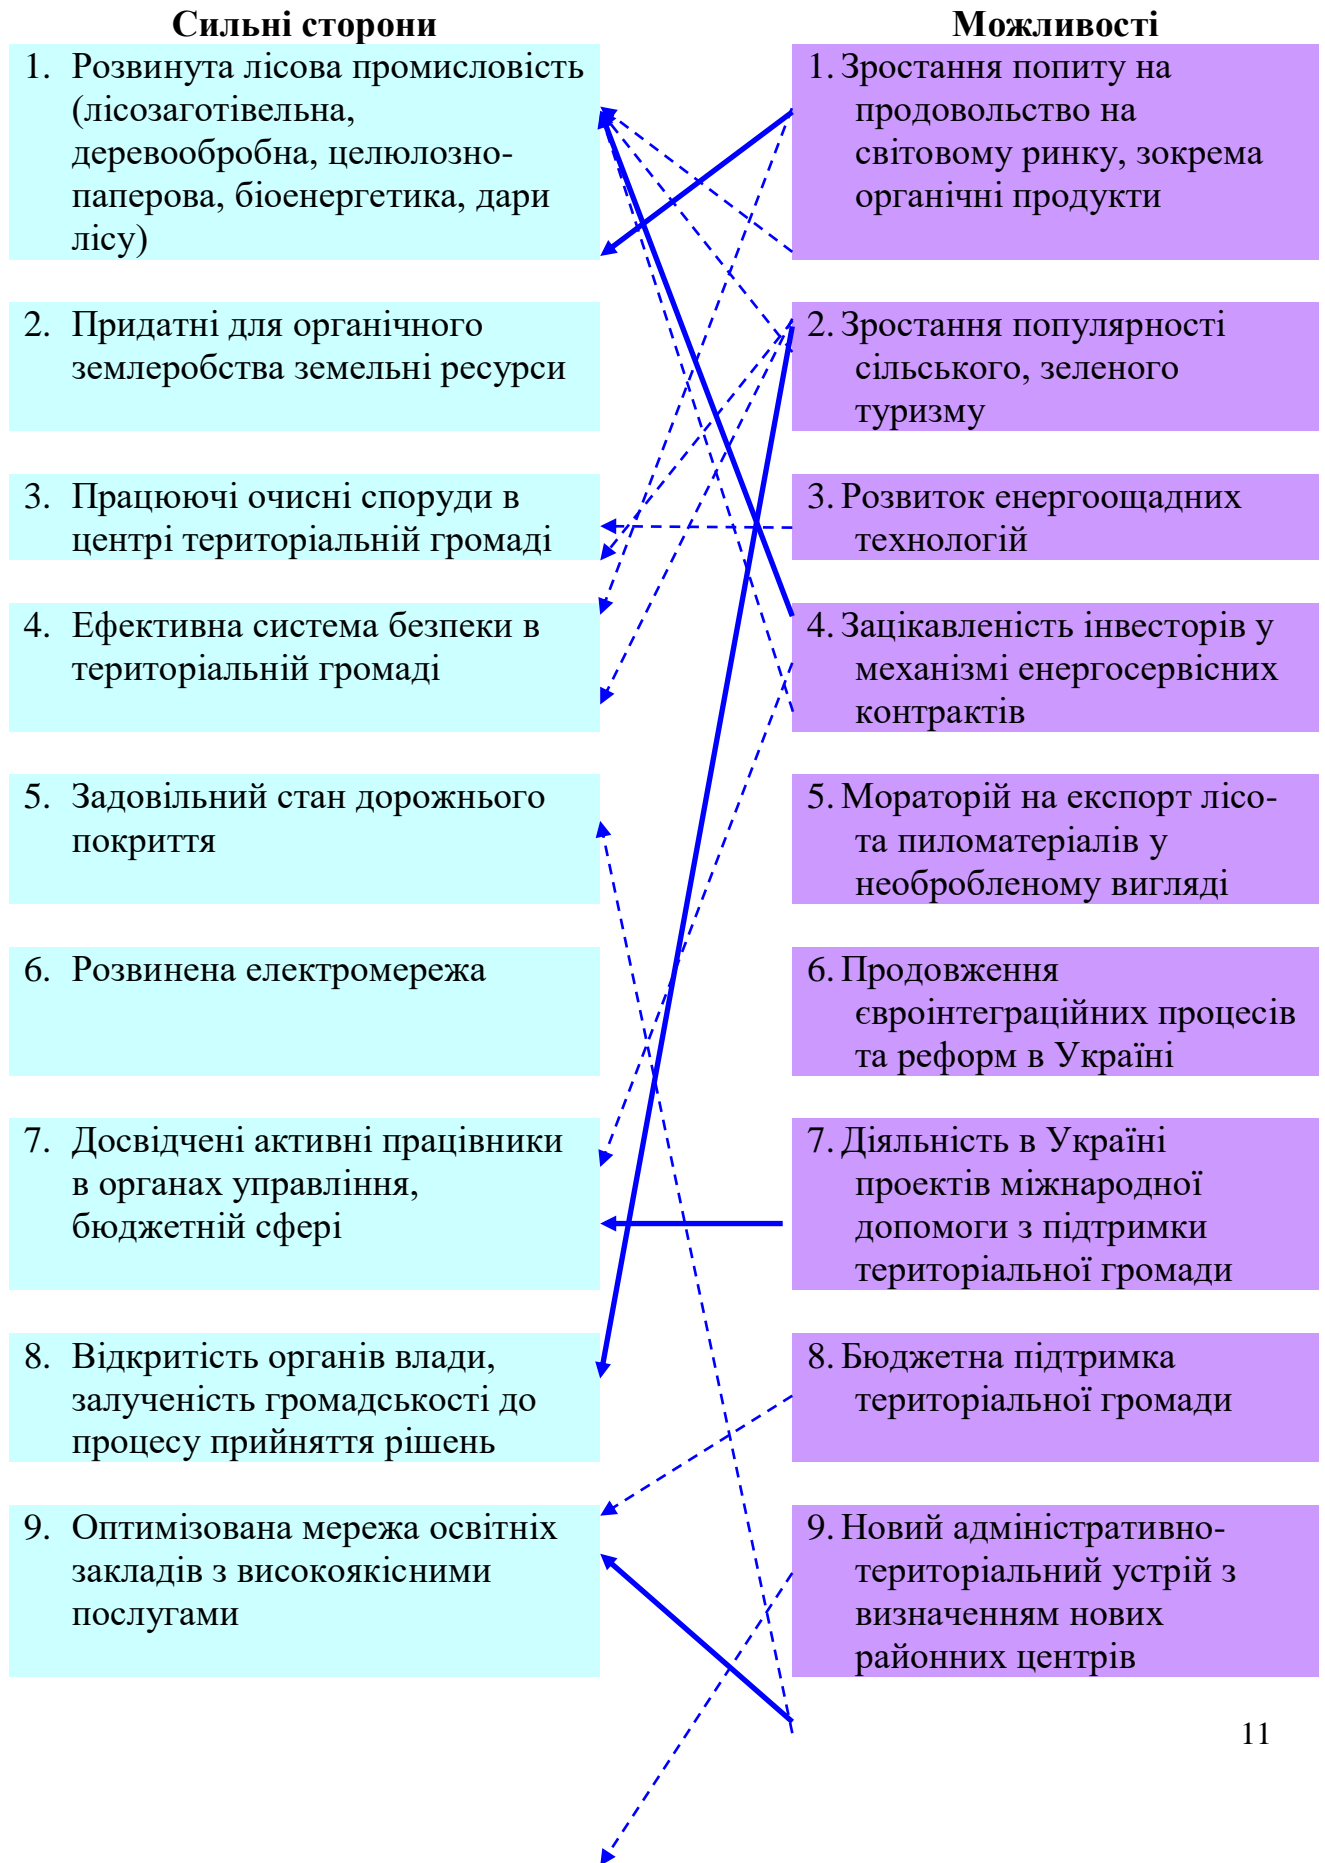 Сильні сторони
1. Розвинута лісова промисловість
(лісозаготівельна,
деревообробна, целюлозно-
паперова, біоенергетика, дари
лісу)
2. Придатні для органічного
землеробства земельні ресурси
3. Працюючі очисні споруди в
центрі територіальній громаді
4. Ефективна система безпеки в
територіальній громаді
5. Задовільний стан дорожнього
покриття
6. Розвинена електромережа
7. Досвідчені активні працівники
в органах управління,
бюджетній сфері
8. Відкритість органів влади,
залученість громадськості до
процесу прийняття рішень
9. Оптимізована мережа освітніх
закладів з високоякісними
послугами
Можливості
1. Зростання попиту на
продовольство на
світовому ринку, зокрема
органічні продукти
2. Зростання популярності
сільського, зеленого
туризму
3. Розвиток енергоощадних
технологій
4. Зацікавленість інвесторів у
механізмі енергосервісних
контрактів
5. Мораторій на експорт лісо-
та пиломатеріалів у
необробленому вигляді
6. Продовження
євроінтеграційних процесів
та реформ в Україні
7. Діяльність в Україні
проектів міжнародної
допомоги з підтримки
територіальної громади
8. Бюджетна підтримка
територіальної громади
9. Новий адміністративно-
територіальний устрій з
визначенням нових
районних центрів
11